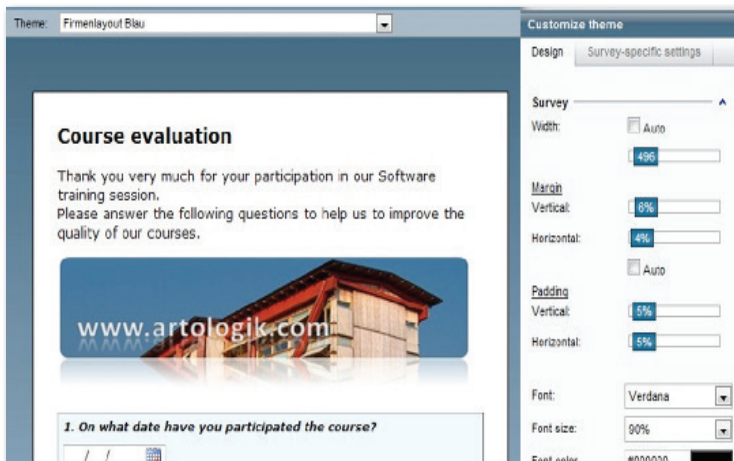 Theme: Firmenlayout Blau
Course evaluation
Thank you very much for your participation in our Software
training session.
Please answer the following questions to help us to improve the
quality of our courses.
www.artologik.com
1. On what date have you participated the course?
/ /
Customize theme
Design Survey-specific settings
Survey
Width: Auto
496
Margin
Vertical: 6%
Horizontal: 4%
Auto
Padding
Vertical: 5%
Horizontal: 5%
Font: Verdana
Font size: 90%
Font color #000000